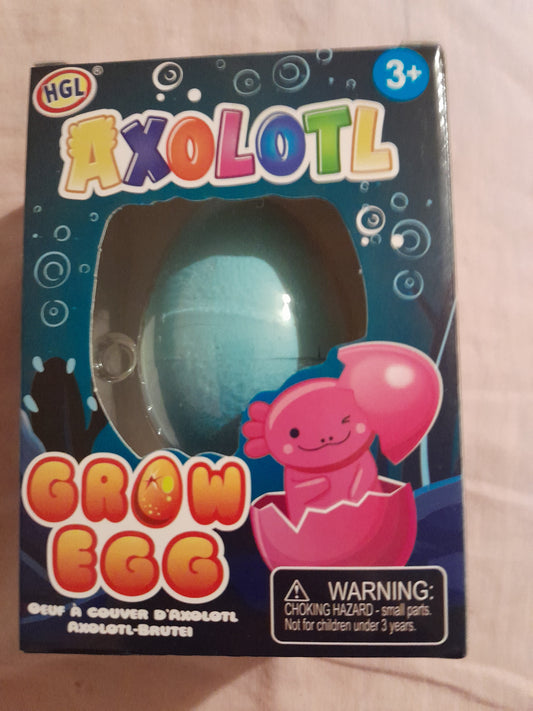 HGL®
3+
AXOLOTL
GROW
EGG
OEUF À COUVER D'AXOLOTL
AXOLOTL-BRUTEI
WARNING:
CHOKING HAZARD - small parts.
Not for children under 3 years.